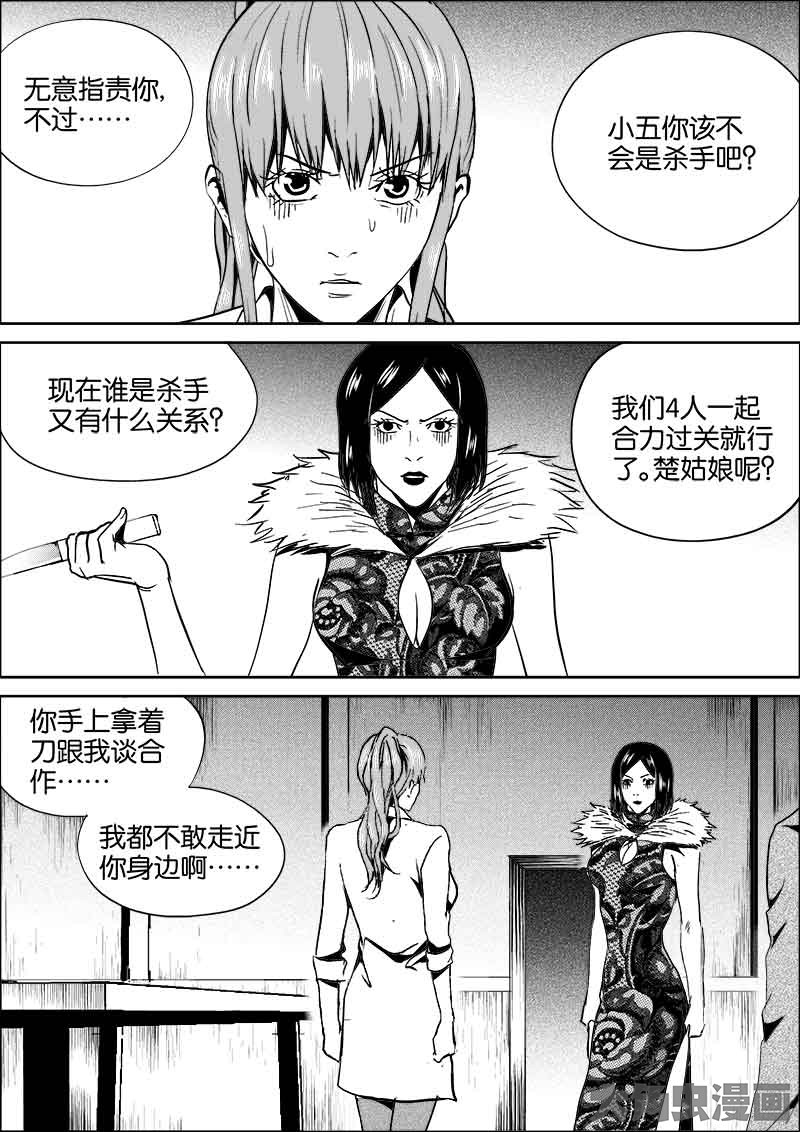 无意指责你,
不过……
小五你该不
会是杀手吧?
现在谁是杀手
又有什么关系?
我们4人一起
合力过关就行
了。楚姑娘呢?
你手上拿着
刀跟我谈合
作……
我都不敢走近
你身边啊……
虫漫画